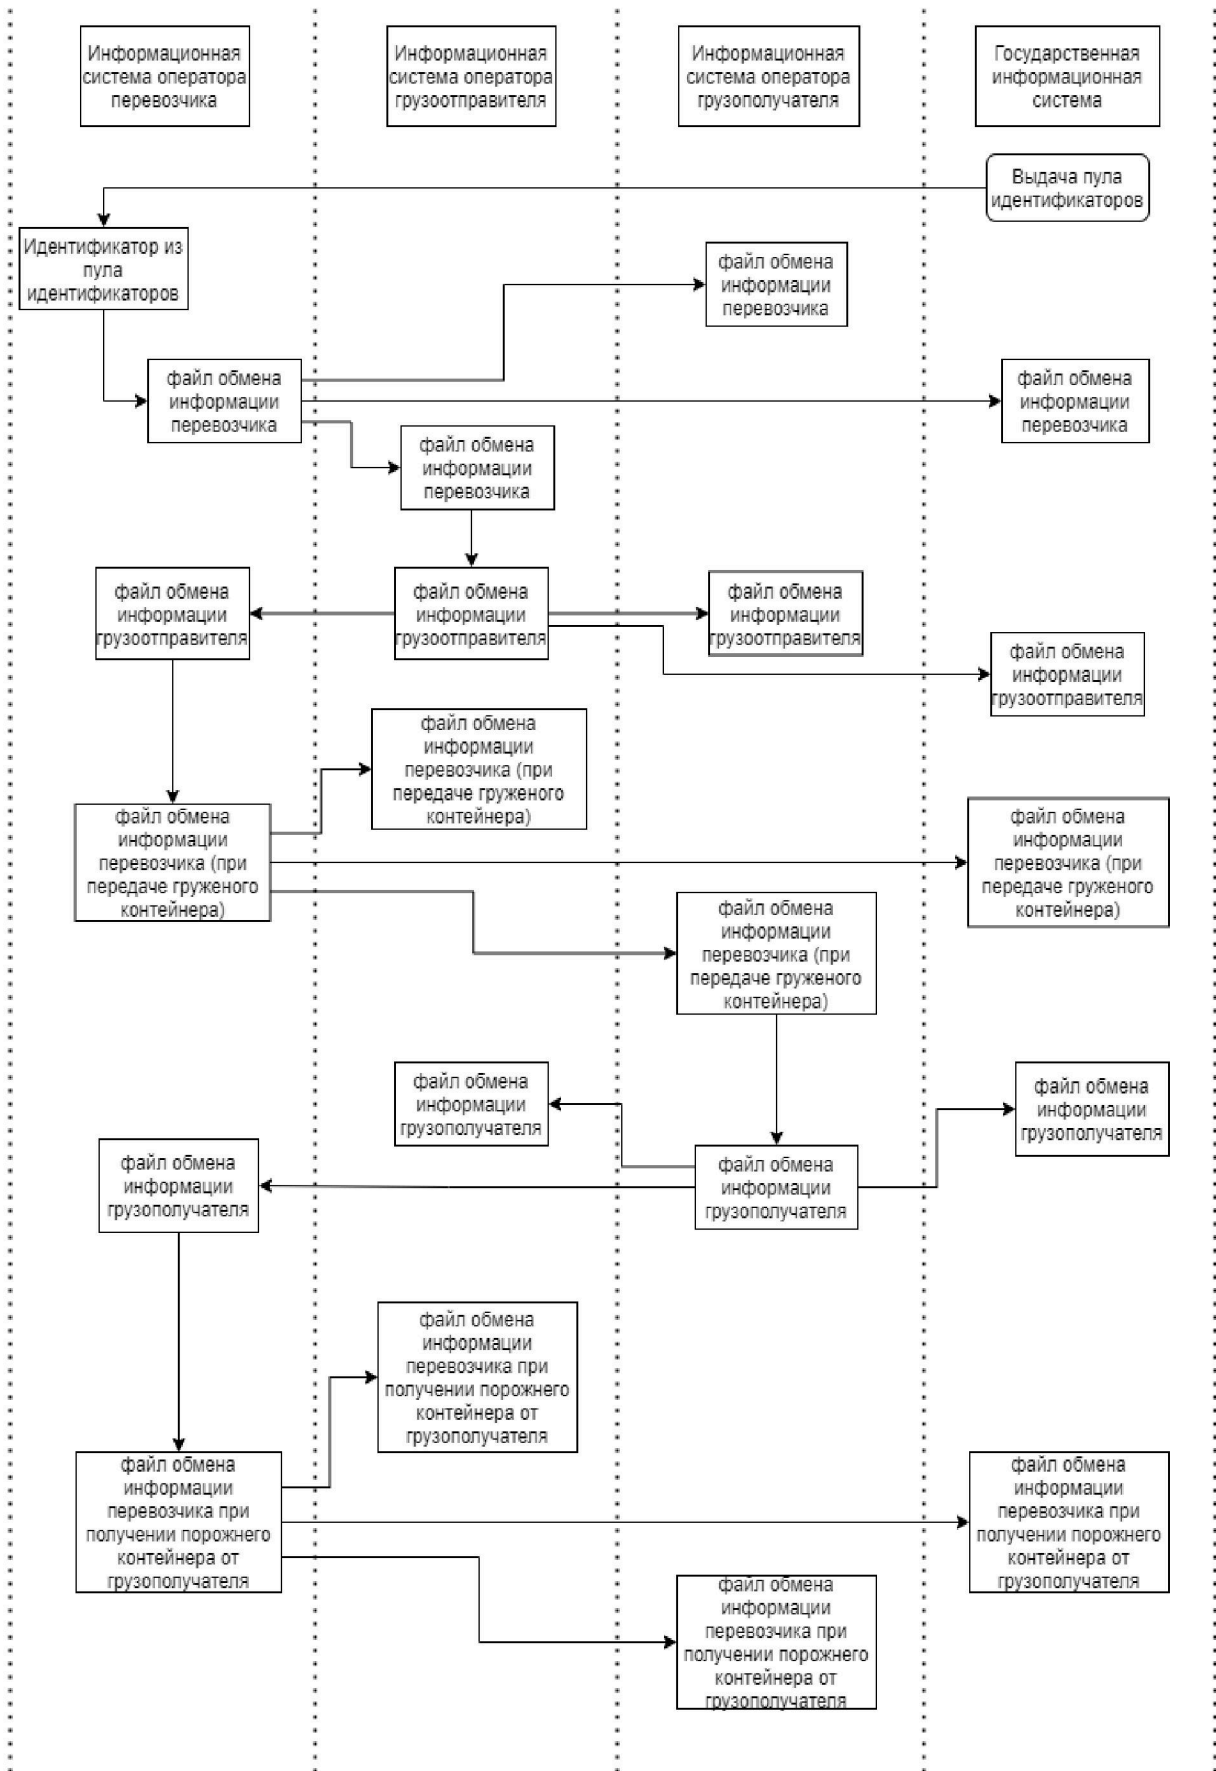 Информационная
система оператора
перевозчика
Информационная
система оператора
грузоотправителя
Информационная
система оператора
грузополучателя
Государственная
информационная
система
Выдача пула
идентификаторов
Идентификатор из
пула
идентификаторов
файл обмена
информации
перевозчика
файл обмена
информации
перевозчика
файл обмена
информации
перевозчика
файл обмена
информации
перевозчика
файл обмена
информации
грузоотправителя
файл обмена
информации
грузоотправителя
файл обмена
информации
грузоотправителя
файл обмена
информации
грузоотправителя
файл обмена
информации
перевозчика (при
передаче груженого
контейнера)
файл обмена
информации
перевозчика (при
передаче груженого
контейнера)
файл обмена
информации
перевозчика (при
передаче груженого
контейнера)
файл обмена
информации
перевозчика (при
передаче груженого
контейнера)
файл обмена
информации
грузополучателя
файл обмена
информации
грузополучателя
файл обмена
информации
грузополучателя
файл обмена
информации
грузополучателя
файл обмена
информации
перевозчика при
получении порожнего
контейнера от
грузополучателя
файл обмена
информации
перевозчика при
получении порожнего
контейнера от
грузополучателя
файл обмена
информации
перевозчика при
получении порожнего
контейнера от
грузополучателя
файл обмена
информации
перевозчика при
получении порожнего
контейнера от
грузополучателя